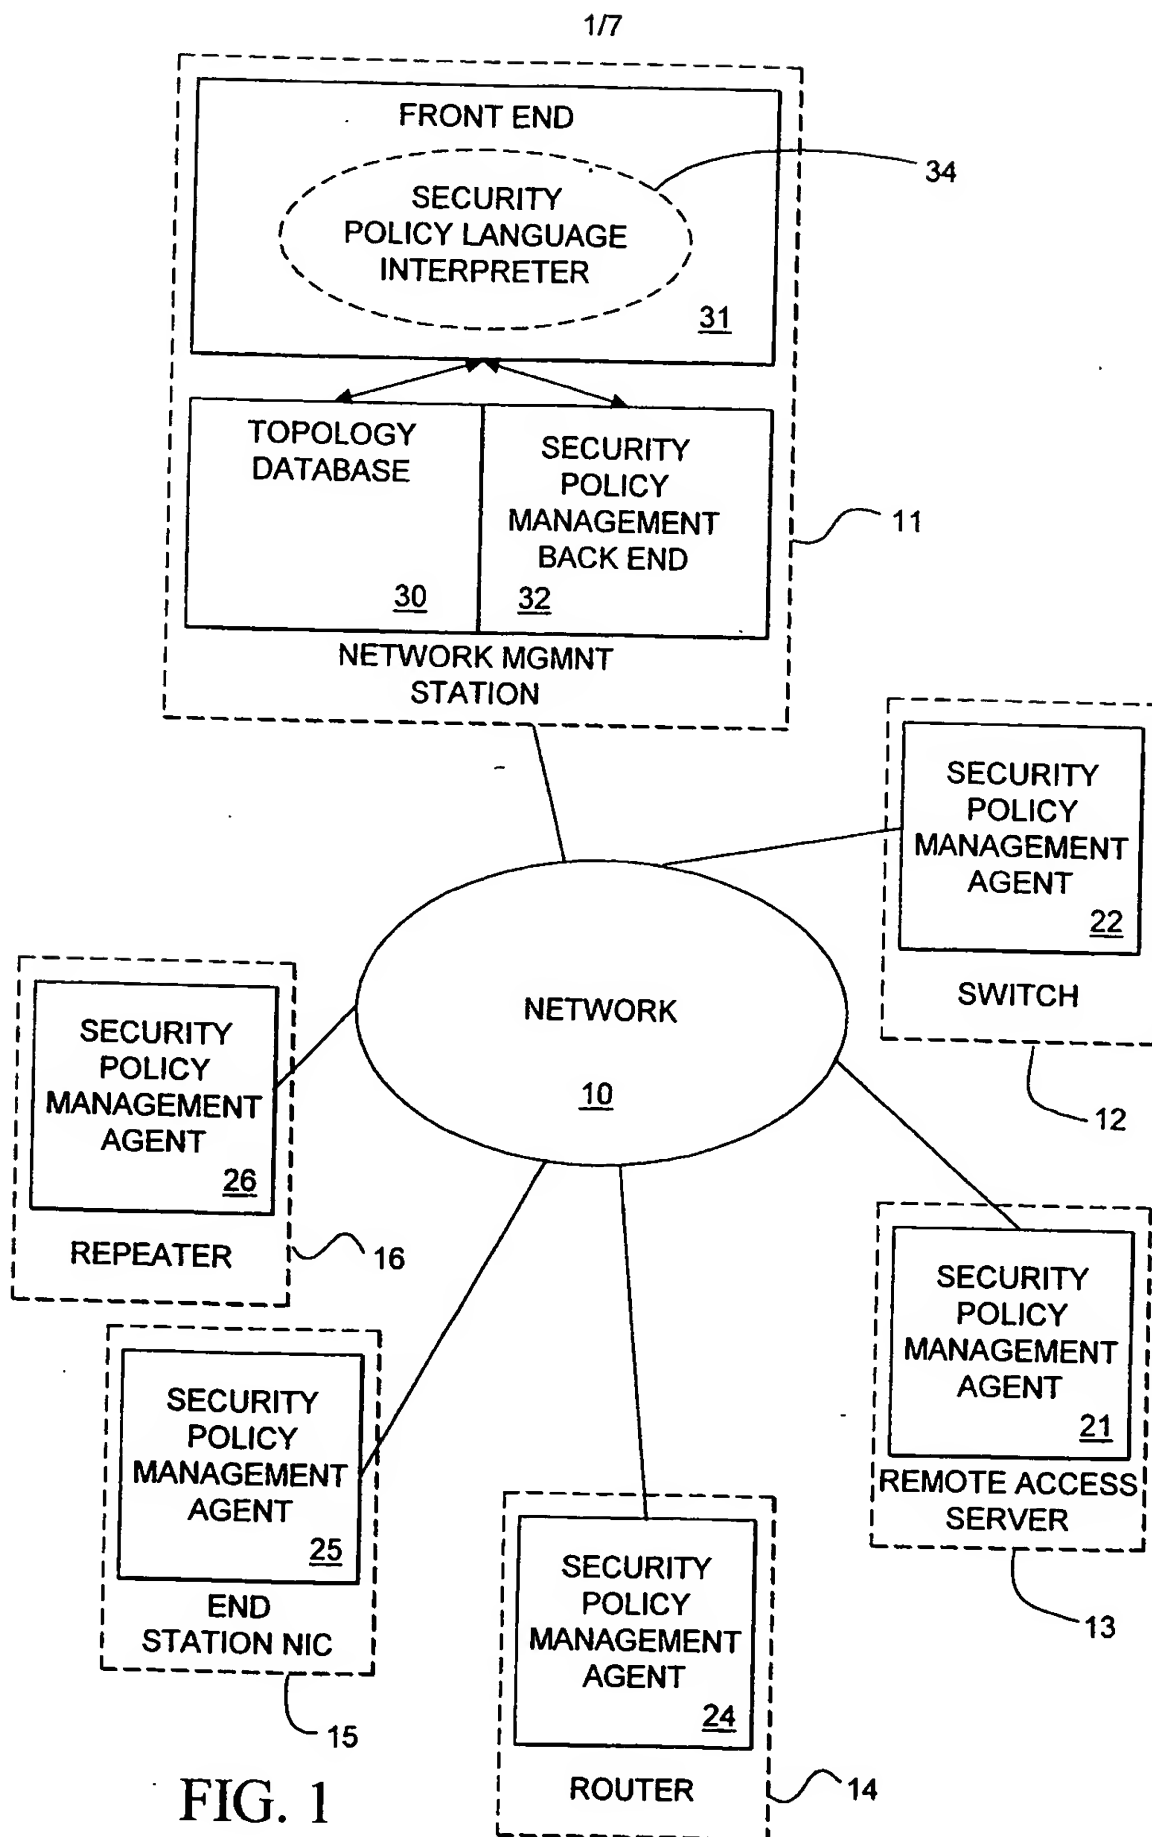 1/7
FRONT END
34
SECURITY
POLICY LANGUAGE
INTERPRETER
31
TOPOLOGY
DATABASE
30
SECURITY
POLICY
MANAGEMENT
BACK END
32
11
NETWORK MGMNT
STATION
SECURITY
POLICY
MANAGEMENT
AGENT
22
SWITCH
12
NETWORK
10
SECURITY
POLICY
MANAGEMENT
AGENT
26
REPEATER
16
SECURITY
POLICY
MANAGEMENT
AGENT
21
REMOTE ACCESS
SERVER
13
SECURITY
POLICY
MANAGEMENT
AGENT
25
END
STATION NIC
15
SECURITY
POLICY
MANAGEMENT
AGENT
24
ROUTER
14
FIG. 1